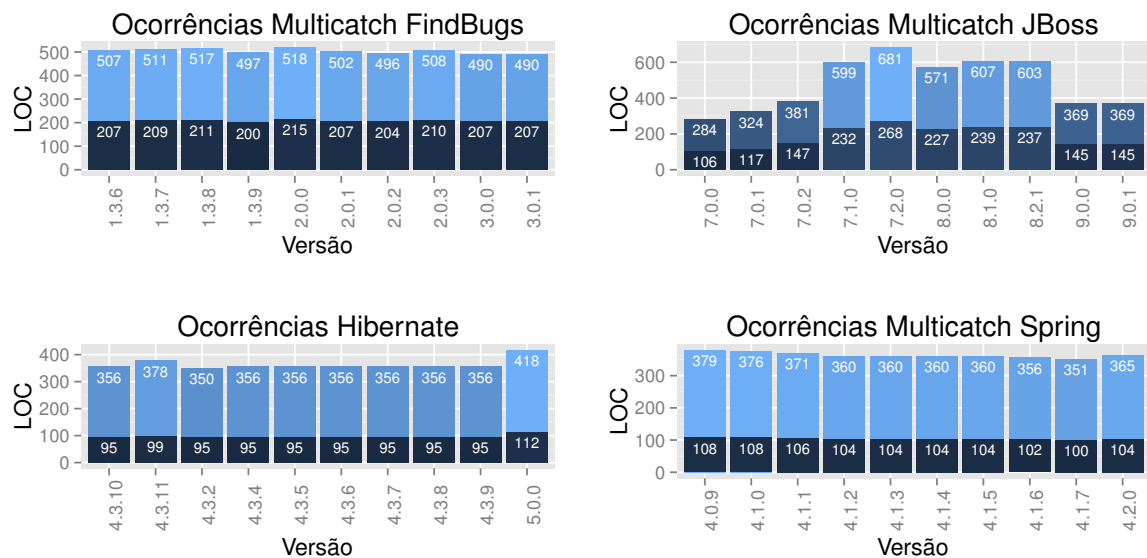 Ocorrências Multicatch FindBugs
LOC
500
400
300
200
100
0
507 511 517 497 518 502 496 508 490 490
207 209 211 200 215 207 204 210 207 207
1.3.6 1.3.7 1.3.8 1.3.9 2.0.0 2.0.1 2.0.2 2.0.3 3.0.0 3.0.1
Versão
Ocorrências Multicatch JBoss
LOC
600
400
200
0
284 324 381 599 681 571 607 603 369 369
106 117 147 232 268 227 239 237 145 145
7.0.0 7.0.1 7.0.2 7.1.0 7.2.0 8.0.0 8.1.0 8.2.1 9.0.0 9.0.1
Versão
Ocorrências Hibernate
LOC
400
300
200
100
0
356 378 350 356 356 356 356 356 356 418
95 99 95 95 95 95 95 95 95 112
4.3.10 4.3.11 4.3.2 4.3.4 4.3.5 4.3.6 4.3.7 4.3.8 4.3.9 5.0.0
Versão
Ocorrências Multicatch Spring
LOC
300
200
100
0
379 376 371 360 360 360 360 356 351 365
108 108 106 104 104 104 104 102 100 104
4.0.9 4.1.0 4.1.1 4.1.2 4.1.3 4.1.4 4.1.5 4.1.6 4.1.7 4.2.0
Versão